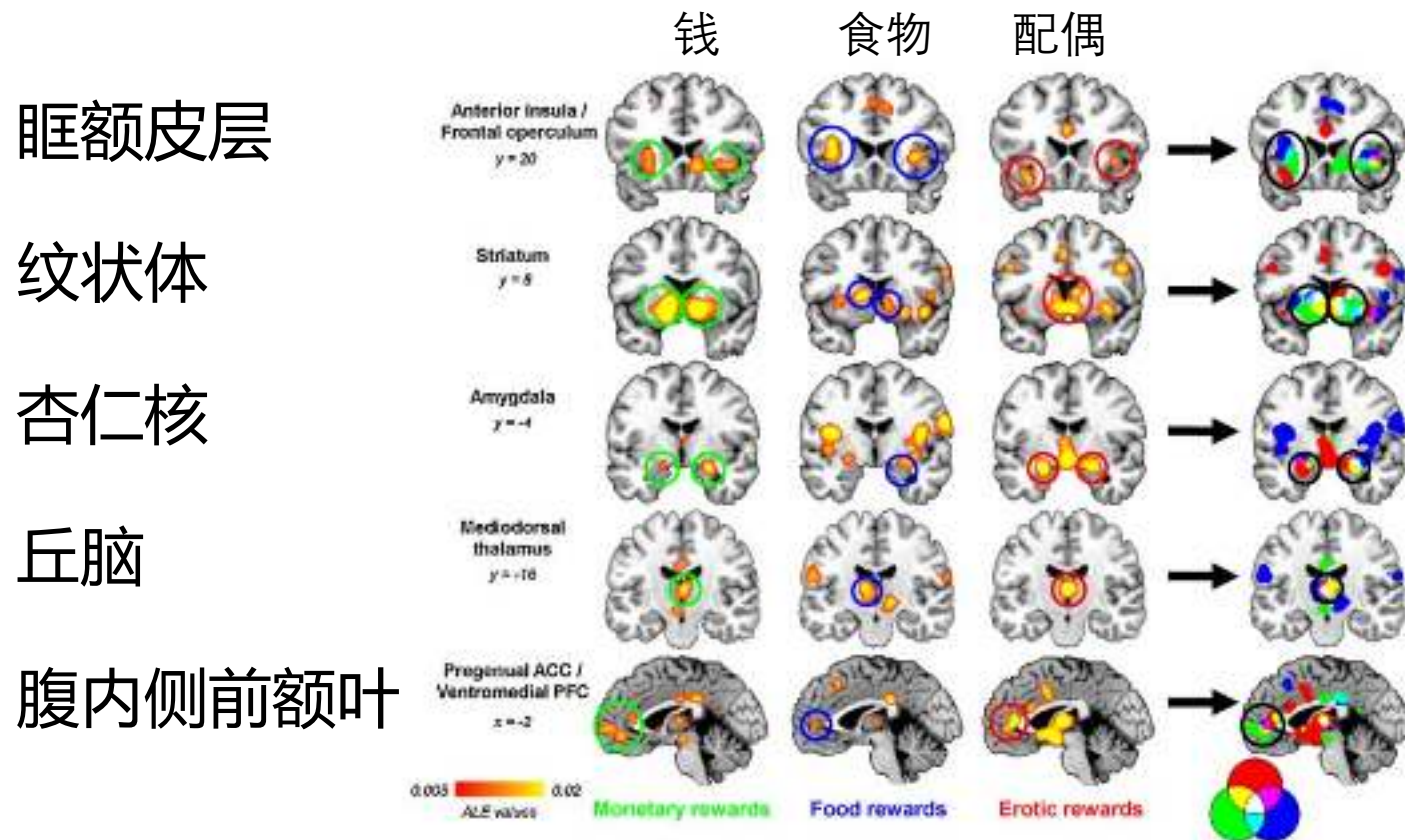 钱 食物 配偶
眶额皮层
Anterior insula /
Frontal operculum
y = 20
纹状体
Striatum
y = 8
杏仁核
Amygdala
y = -4
丘脑
Mediodorsal
thalamus
y = -16
腹内侧前额叶
Pregenual ACC /
Ventromedial PFC
x = -2
0.005 0.02
ALE values
Monetary rewards Food rewards Erotic rewards